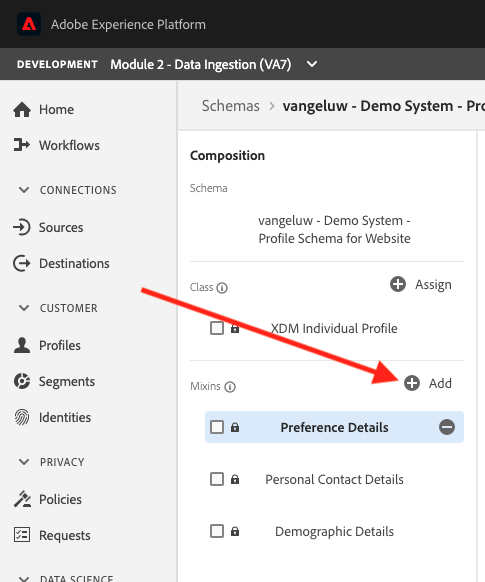 Adobe Experience Platform
DEVELOPMENT Module 2 - Data Ingestion (VA7)
Home
Workflows
CONNECTIONS
Sources
Destinations
CUSTOMER
Profiles
Segments
Identities
PRIVACY
Policies
Requests
DATA SCIENCE
Schemas > vangeluw - Demo System - Pro
Composition
Schema
vangeluw - Demo System -
Profile Schema for Website
Class
Assign
XDM Individual Profile
Mixins
Add
Preference Details
Personal Contact Details
Demographic Details